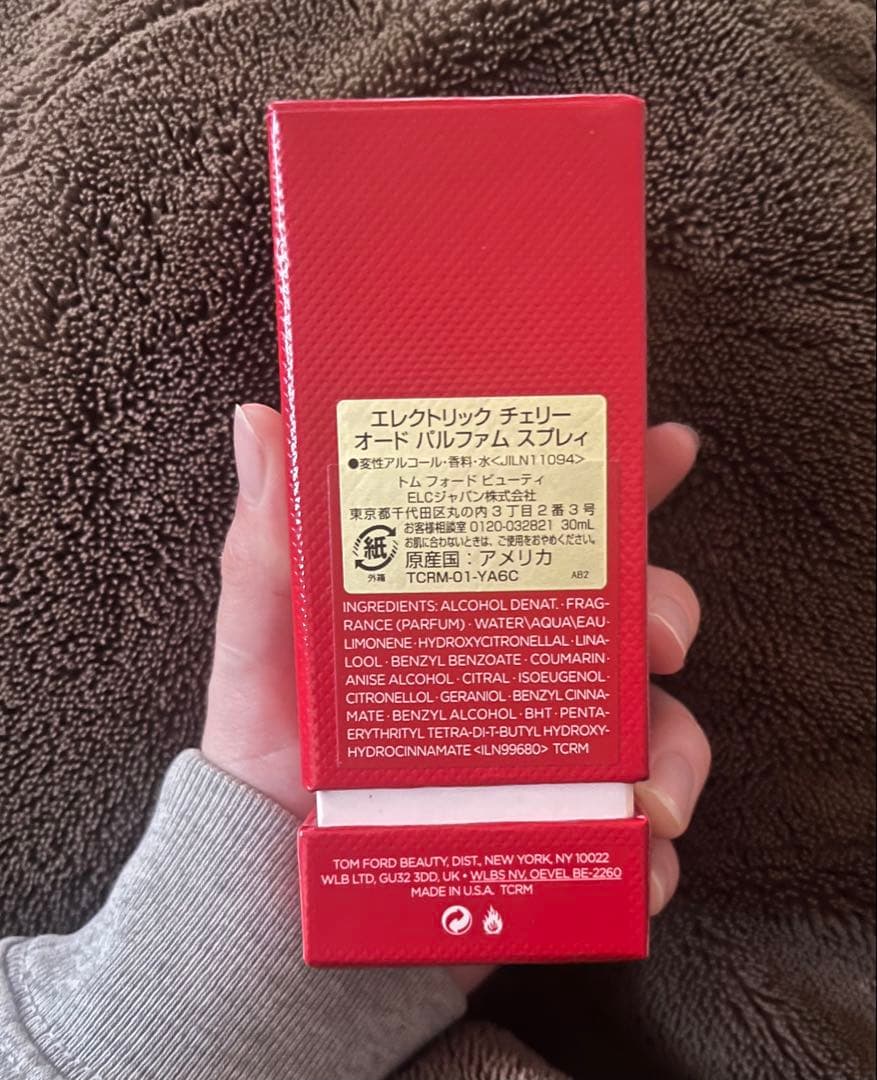 エレクトリック チェリー
オード パルファム スプレィ
●変性アルコール・香料・水<JILN11094>
トム フォード ビューティ
ELCジャパン株式会社
東京都千代田区丸の内3丁目2番3号
お客様相談室 0120-032821 30mL
お肌に合わないときは、ご使用をおやめください。
紙
外箱
原産国：アメリカ
TCRM-01-YA6C AB2
INGREDIENTS: ALCOHOL DENAT. · FRAG-
RANCE (PARFUM) · WATER\AQUA\EAU ·
LIMONENE · HYDROXYCITRONELLAL · LINA-
LOOL · BENZYL BENZOATE · COUMARIN ·
ANISE ALCOHOL · CITRAL · ISOEUGENOL ·
CITRONELLOL · GERANIOL · BENZYL CINNA-
MATE · BENZYL ALCOHOL · BHT · PENTA-
ERYTHRITYL TETRA-DI-T-BUTYL HYDROXY-
HYDROCINNAMATE <ILN99680> TCRM
TOM FORD BEAUTY, DIST., NEW YORK, NY 10022
WLB LTD, GU32 3DD, UK • WLBS NV, OEVEL BE-2260
MADE IN U.S.A. TCRM